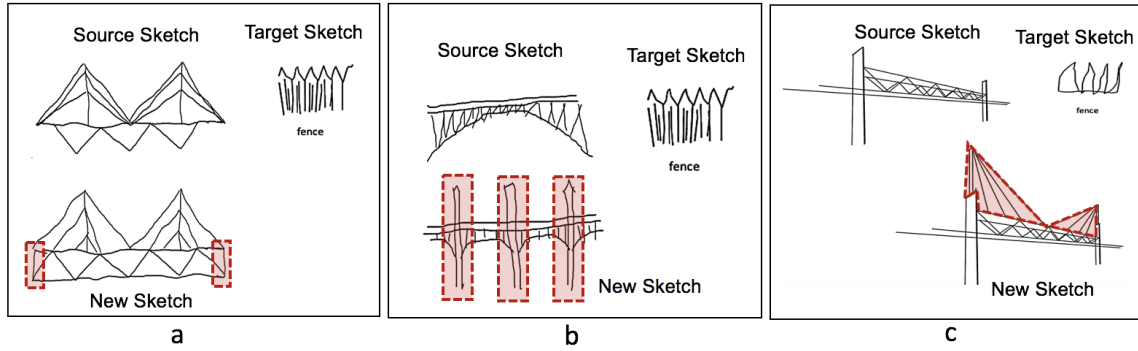 Source Sketch
Target Sketch
fence
New Sketch
a
Source Sketch
Target Sketch
fence
New Sketch
b
Source Sketch
Target Sketch
fence
New Sketch
c